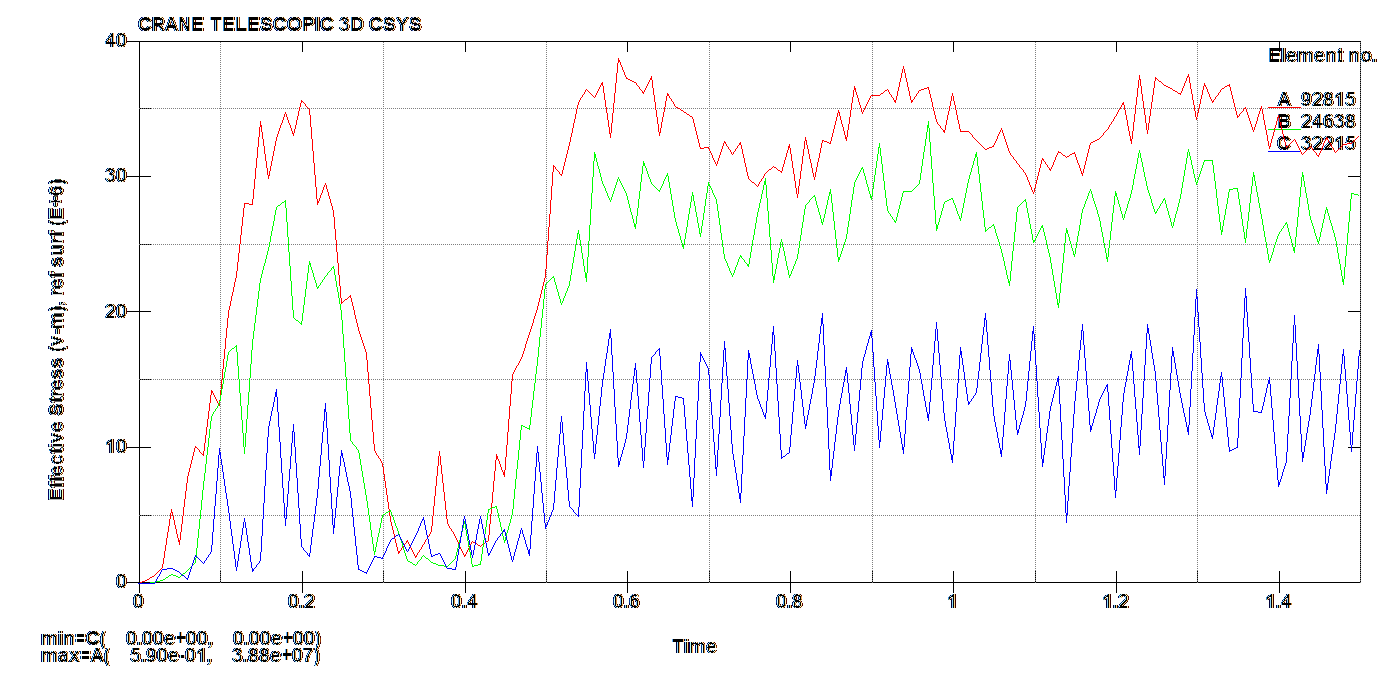 CRANE TELESCOPIC 3D CSYS
40
30
20
10
0
Effective Stress (v-m), ref surf (E+6)
Element no.
A 92815
B 24638
C 32215
0 0.2 0.4 0.6 0.8 1 1.2 1.4
Time
min=C( 0.00e+00, 0.00e+00)
max=A( 5.90e-01, 3.88e+07)